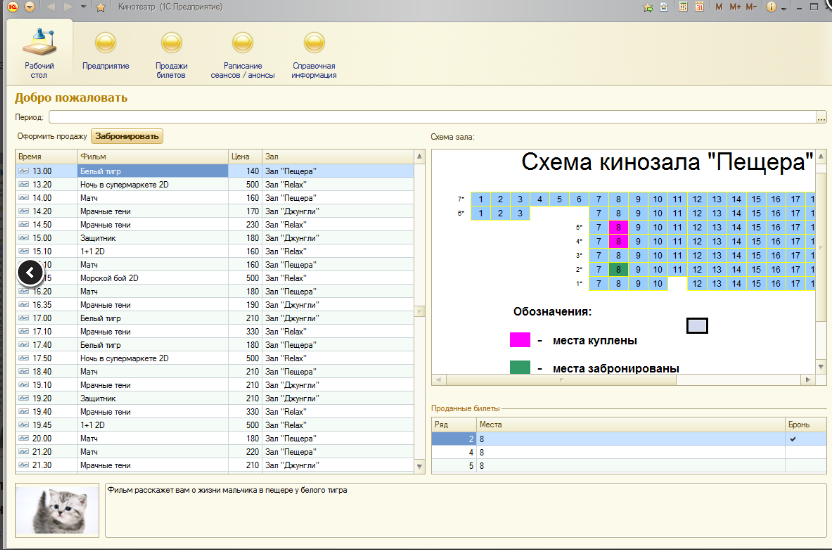 Кинотеатр (1С:Предприятие)
M M+ M-
Рабочий стол
Предприятие
Продажи билетов
Раписание сеансов / анонсы
Справочная информация
Добро пожаловать
Период:
Оформить продажу Забронировать
Время Фильм Цена Зал
13.00 Белый тигр 140 Зал "Пещера"
13.20 Ночь в супермаркете 2D 500 Зал "Relax"
14.00 Матч 160 Зал "Пещера"
14.20 Мрачные тени 170 Зал "Джунгли"
14.50 Мрачные тени 230 Зал "Relax"
15.00 Защитник 180 Зал "Джунгли"
15.10 1+1 2D 160 Зал "Relax"
10 Матч 160 Зал "Пещера"
15 Морской бой 2D 500 Зал "Relax"
16.20 Матч 180 Зал "Пещера"
16.35 Мрачные тени 190 Зал "Джунгли"
17.00 Белый тигр 210 Зал "Джунгли"
17.10 Мрачные тени 330 Зал "Relax"
17.40 Белый тигр 180 Зал "Пещера"
17.50 Ночь в супермаркете 2D 500 Зал "Relax"
18.40 Матч 210 Зал "Пещера"
19.10 Мрачные тени 210 Зал "Джунгли"
19.20 Защитник 210 Зал "Джунгли"
19.40 Мрачные тени 330 Зал "Relax"
19.45 1+1 2D 500 Зал "Relax"
20.00 Матч 180 Зал "Пещера"
21.20 Матч 220 Зал "Пещера"
21.30 Мрачные тени 210 Зал "Джунгли"
Схема зала:
Схема кинозала "Пещера"
7* 1 2 3 4 5 6 7 8 9 10 11 12 13 14 15 16 17 1
6* 1 2 3 7 8 9 10 11 12 13 14 15 16 17 1
5* 7 8 9 10 11 12 13 14 15 16 17 1
4* 7 8 9 10 11 12 13 14 15 16 17 1
3* 7 8 9 10 11 12 13 14 15 16 17 1
2* 7 8 9 10 11 12 13 14 15 16 17 1
1* 7 8 9 10 12 13 14 15 16 17 1
Обозначения:
- места куплены
- места забронированы
Проданные билеты
Ряд Места Бронь
2 8 ✔
4 8
5 8
Фильм расскажет вам о жизни мальчика в пещере у белого тигра